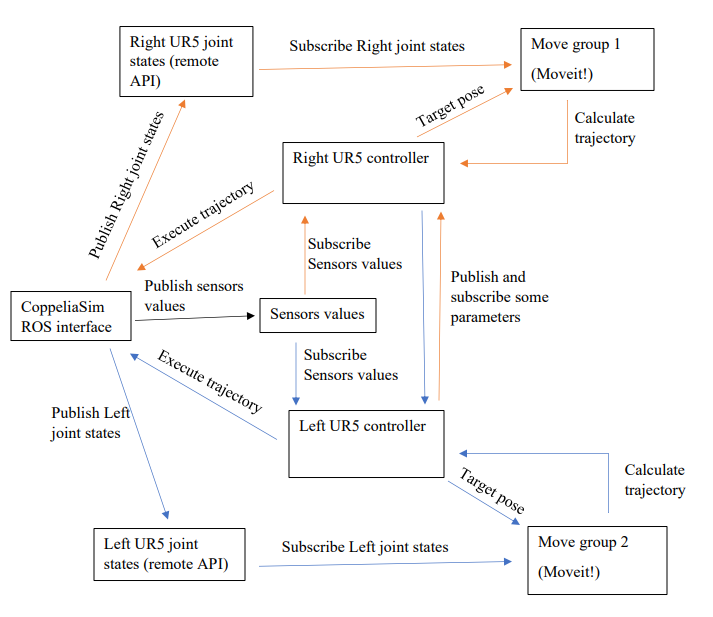 Right UR5 joint
states (remote
API)
Subscribe Right joint states
Move group 1
(Moveit!)
Target pose
Calculate
trajectory
Publish Right joint states
Right UR5 controller
Execute trajectory
Subscribe
Sensors values
Publish and
subscribe some
parameters
Publish sensors
values
CoppeliaSim
ROS interface
Sensors values
Subscribe
Sensors values
Execute trajectory
Publish Left
joint states
Left UR5 controller
Calculate
trajectory
Target pose
Left UR5 joint
states (remote API)
Subscribe Left joint states
Move group 2
(Moveit!)